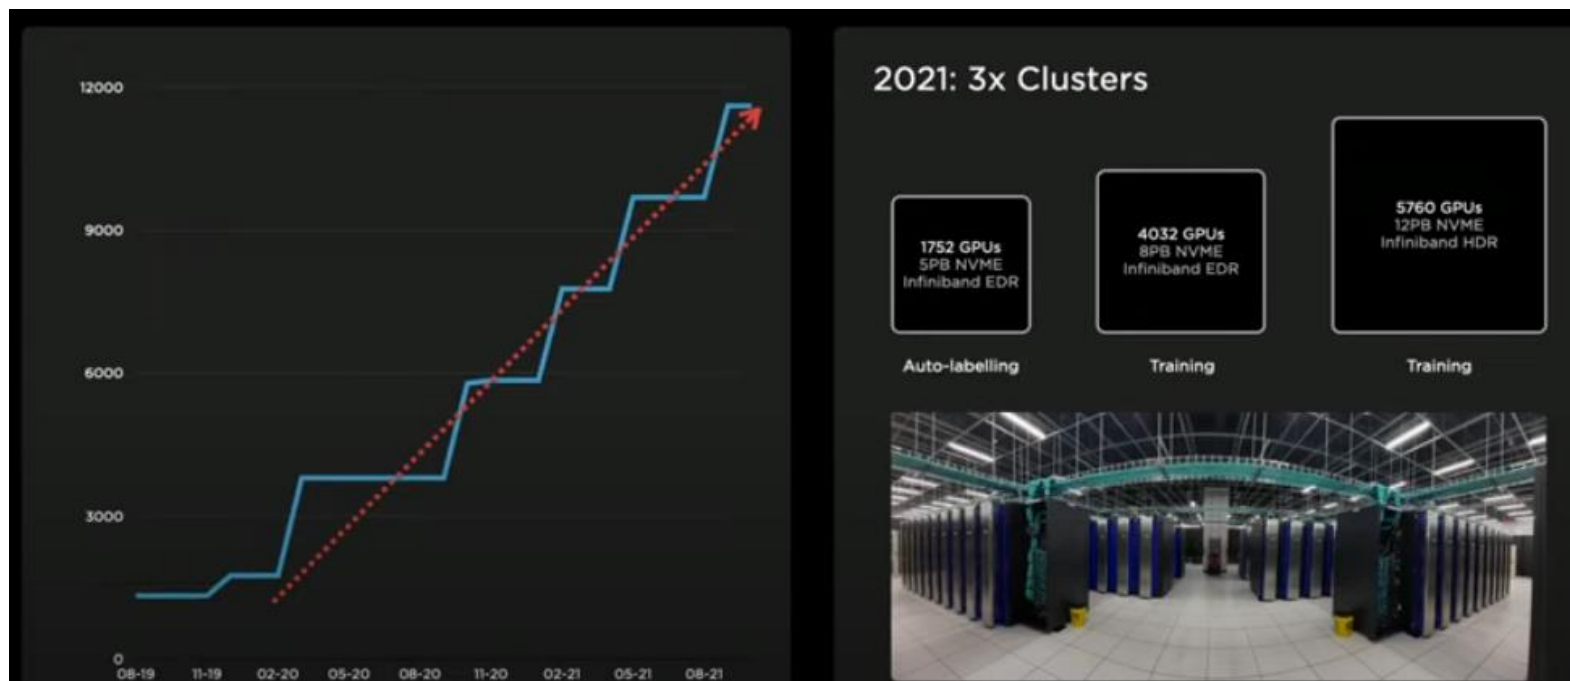 12000
9000
6000
3000
0
08-19 11-19 02-20 05-20 08-20 11-20 02-21 05-21 08-21
2021: 3x Clusters
1752 GPUs
5PB NVME
Infiniband EDR
Auto-labelling
4032 GPUs
8PB NVME
Infiniband EDR
Training
5760 GPUs
12PB NVME
Infiniband HDR
Training